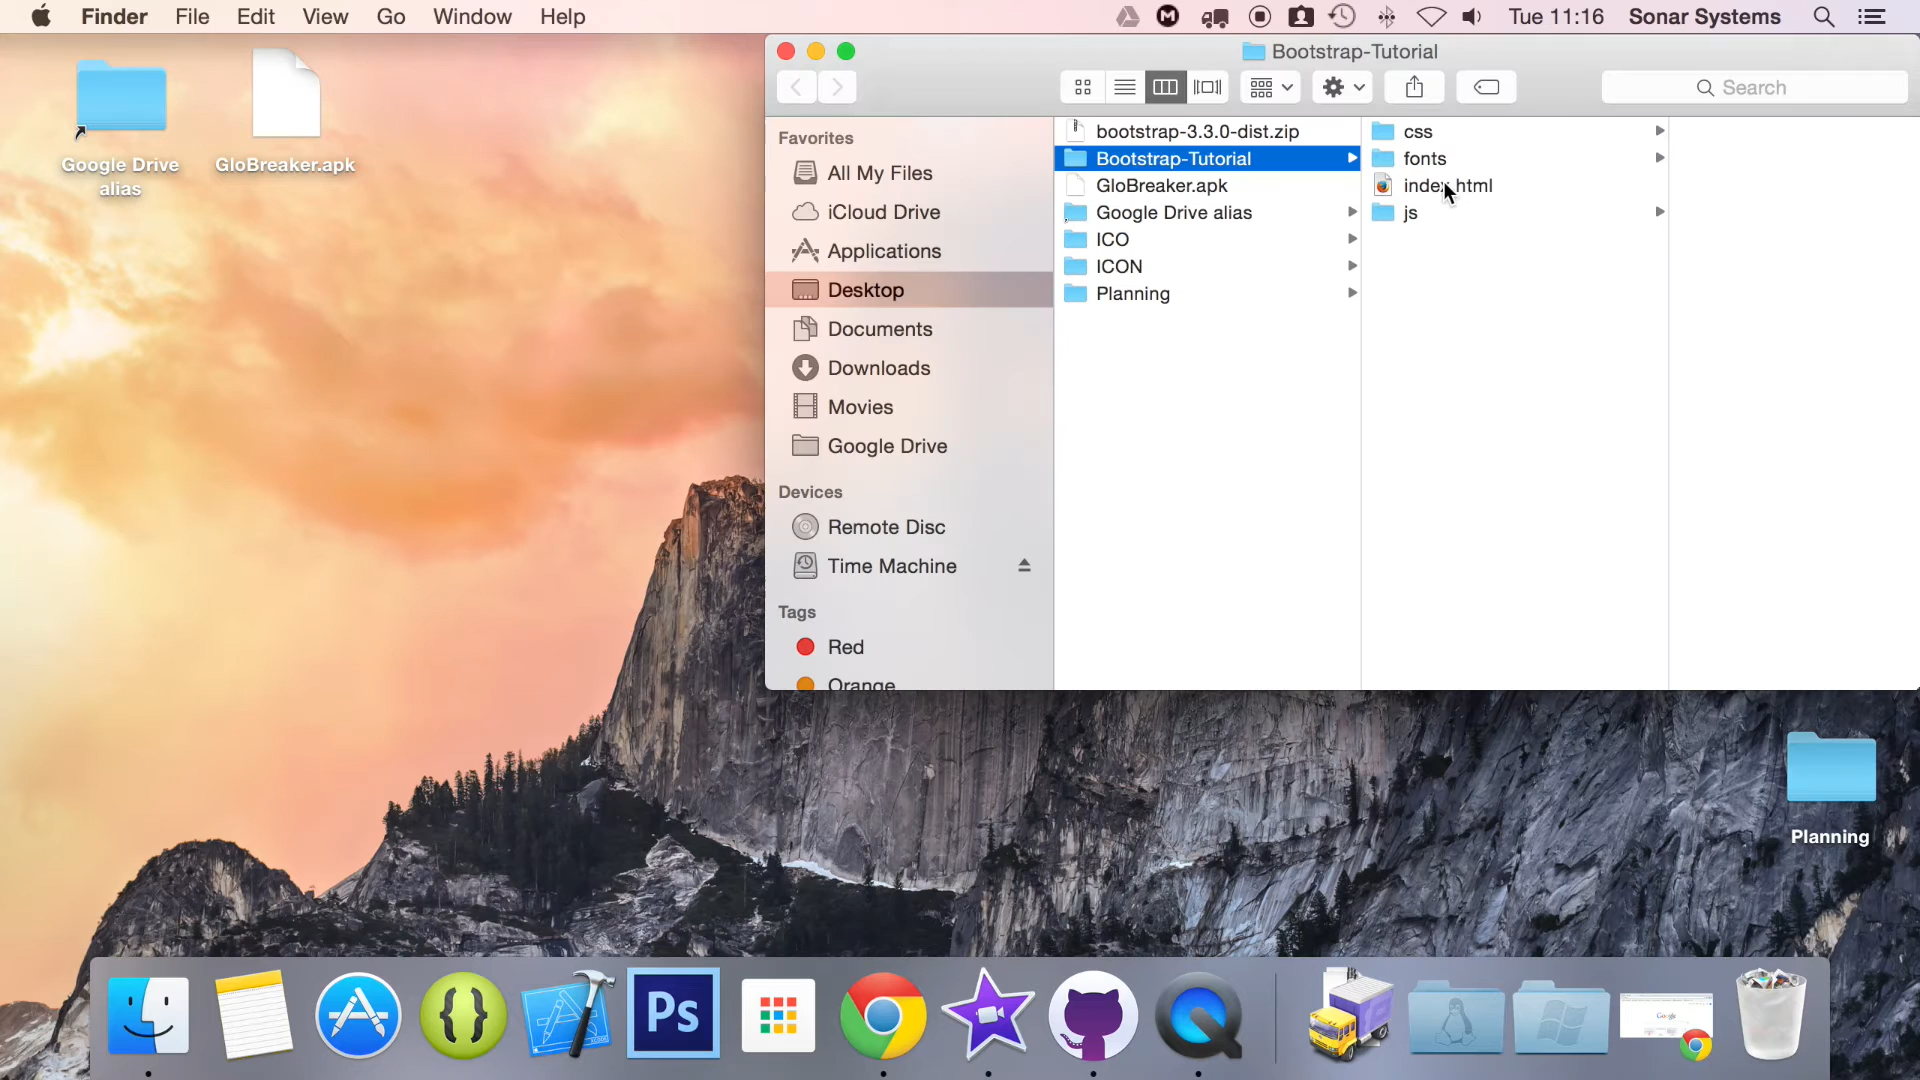 Finder File Edit View Go Window Help Tue 11:16 Sonar Systems
Bootstrap-Tutorial
Search
Google Drive
alias
GloBreaker.apk
Favorites
All My Files
iCloud Drive
Applications
Desktop
Documents
Downloads
Movies
Google Drive
Devices
Remote Disc
Time Machine
Tags
Red
Orange
bootstrap-3.3.0-dist.zip
Bootstrap-Tutorial
GloBreaker.apk
Google Drive alias
ICO
ICON
Planning
css
fonts
index.html
js
Planning
Ps
Google